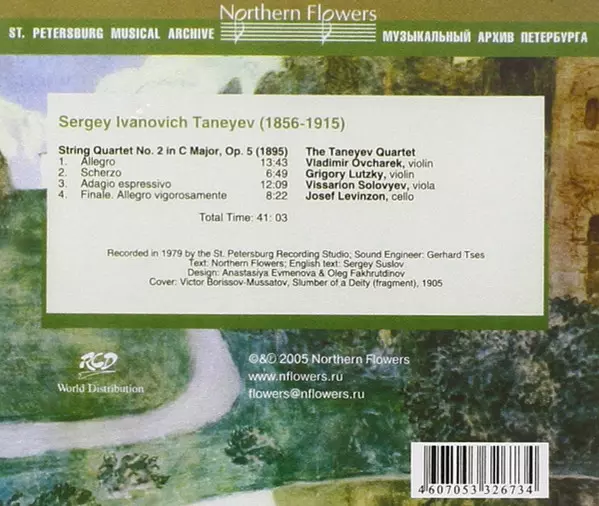 Northern Flowers
ST. PETERSBURG MUSICAL ARCHIVE
МУЗЫКАЛЬНЫЙ АРХИВ ПЕТЕРБУРГА
Sergey Ivanovich Taneyev (1856-1915)
String Quartet No. 2 in C Major, Op. 5 (1895)
1. Allegro 13:43
2. Scherzo 6:49
3. Adagio espressivo 12:09
4. Finale. Allegro vigorosamente 8:22
Total Time: 41: 03
The Taneyev Quartet
Vladimir Ovcharek, violin
Grigory Lutzky, violin
Vissarion Solovyev, viola
Josef Levinzon, cello
Recorded in 1979 by the St. Petersburg Recording Studio; Sound Engineer: Gerhard Tses
Text: Northern Flowers; English text: Sergey Suslov
Design: Anastasiya Evmenova & Oleg Fakhrutdinov
Cover: Victor Borissov-Mussatov, Slumber of a Deity (fragment), 1905
RCD
World Distribution
©&℗ 2005 Northern Flowers
www.nflowers.ru
flowers@nflowers.ru
4607053326734